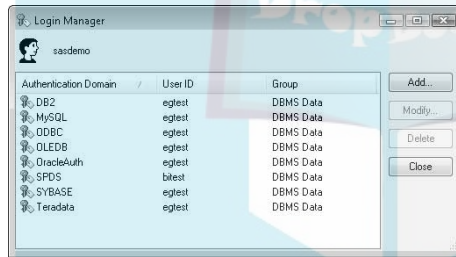 Login Manager
sasdemo
Authentication Domain / User ID Group
DB2 egtest DBMS Data
MySQL egtest DBMS Data
ODBC egtest DBMS Data
OLEDB egtest DBMS Data
OracleAuth egtest DBMS Data
SPDS bitest DBMS Data
SYBASE egtest DBMS Data
Teradata egtest DBMS Data
Add...
Modify...
Delete
Close